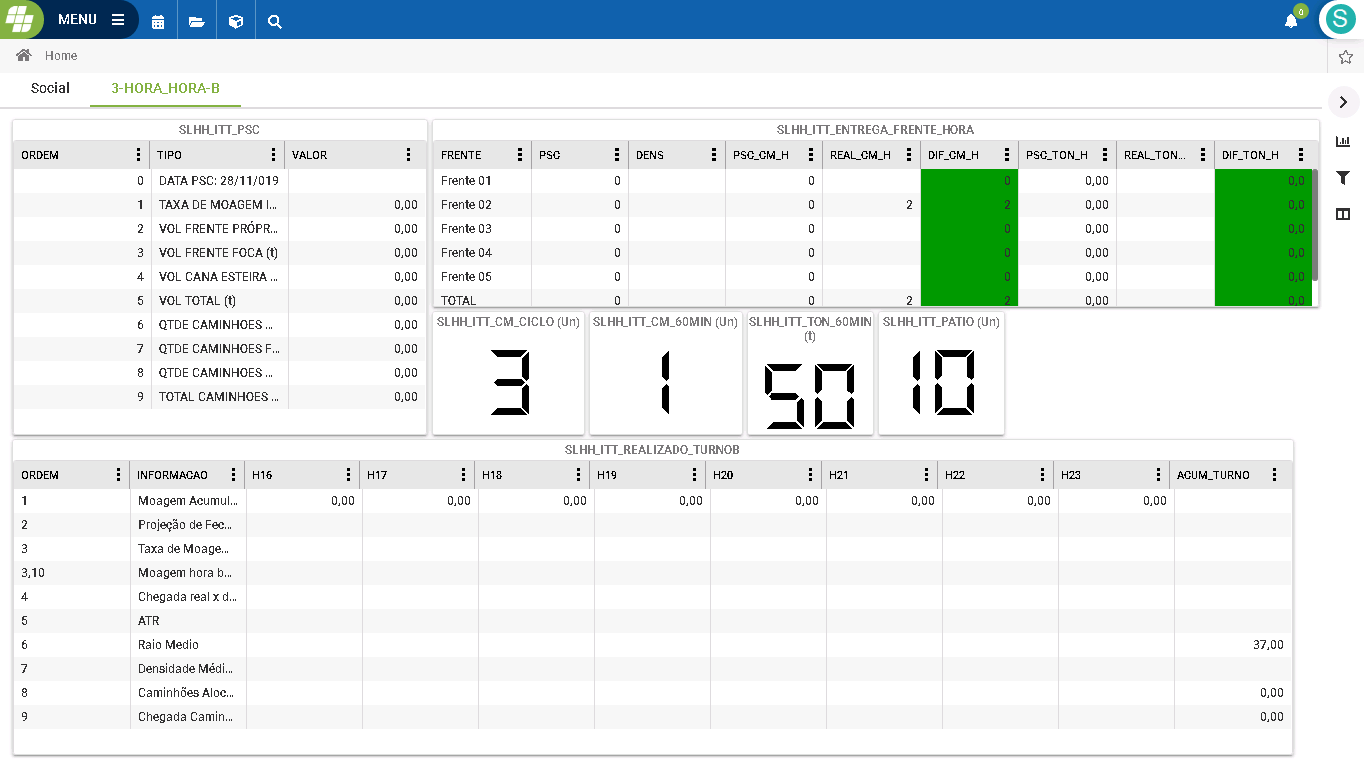 MENU
0
S
Home
Social 3-HORA_HORA-B
SLHH_ITT_PSC
ORDEM TIPO VALOR
0 DATA PSC: 28/11/019
1 TAXA DE MOAGEM I... 0,00
2 VOL FRENTE PRÓPR... 0,00
3 VOL FRENTE FOCA (t) 0,00
4 VOL CANA ESTEIRA ... 0,00
5 VOL TOTAL (t) 0,00
6 QTDE CAMINHOES ... 0,00
7 QTDE CAMINHOES F... 0,00
8 QTDE CAMINHOES ... 0,00
9 TOTAL CAMINHOES ... 0,00
SLHH_ITT_ENTREGA_FRENTE_HORA
FRENTE PSC DENS PSC_CM_H REAL_CM_H DIF_CM_H PSC_TON_H REAL_TON... DIF_TON_H
Frente 01 0 0 0 0,00 0,0
Frente 02 0 0 2 2 0,00 0,0
Frente 03 0 0 0 0,00 0,0
Frente 04 0 0 0 0,00 0,0
Frente 05 0 0 0 0,00 0,0
TOTAL 0 0 2 2 0,00 0,0
SLHH_ITT_CM_CICLO (Un)
3
SLHH_ITT_CM_60MIN (Un)
1
SLHH_ITT_TON_60MIN
(t)
50
SLHH_ITT_PATIO (Un)
10
SLHH_ITT_REALIZADO_TURNOB
ORDEM INFORMACAO H16 H17 H18 H19 H20 H21 H22 H23 ACUM_TURNO
1 Moagem Acumul... 0,00 0,00 0,00 0,00 0,00 0,00 0,00 0,00
2 Projeção de Fec...
3 Taxa de Moage...
3,10 Moagem hora b...
4 Chegada real x d...
5 ATR
6 Raio Medio 37,00
7 Densidade Médi...
8 Caminhões Aloc... 0,00
9 Chegada Camin... 0,00